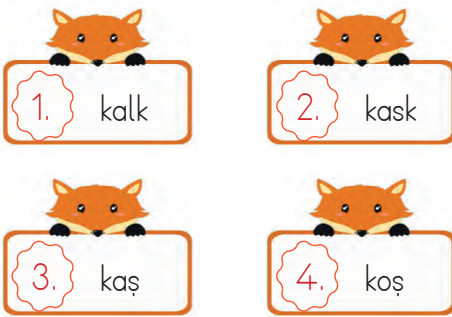 1. kalk
2. kask
3. kaş
4. koş